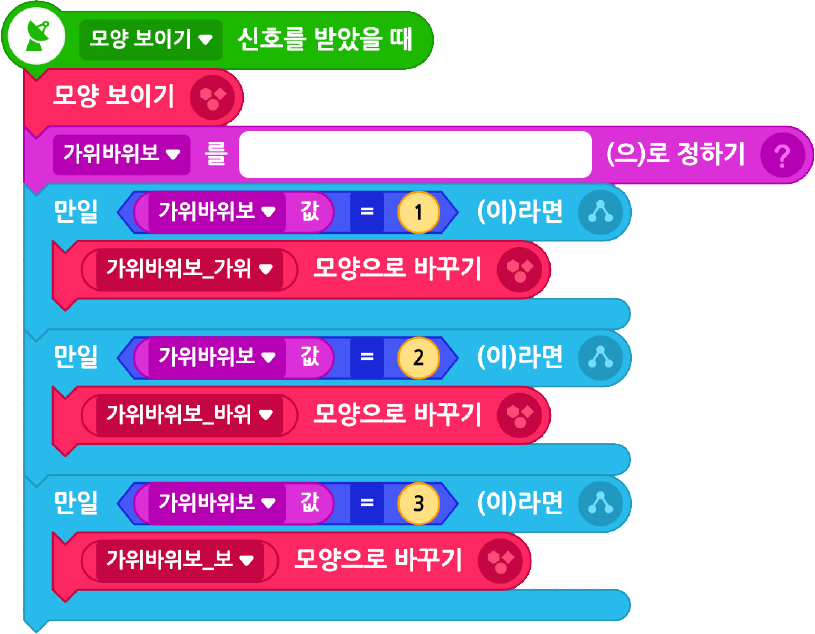 모양 보이기 신호를 받았을 때
모양 보이기
가위바위보 를 (으)로 정하기 ?
만일 가위바위보 값 = 1 (이)라면
가위바위보_가위 모양으로 바꾸기
만일 가위바위보 값 = 2 (이)라면
가위바위보_바위 모양으로 바꾸기
만일 가위바위보 값 = 3 (이)라면
가위바위보_보 모양으로 바꾸기